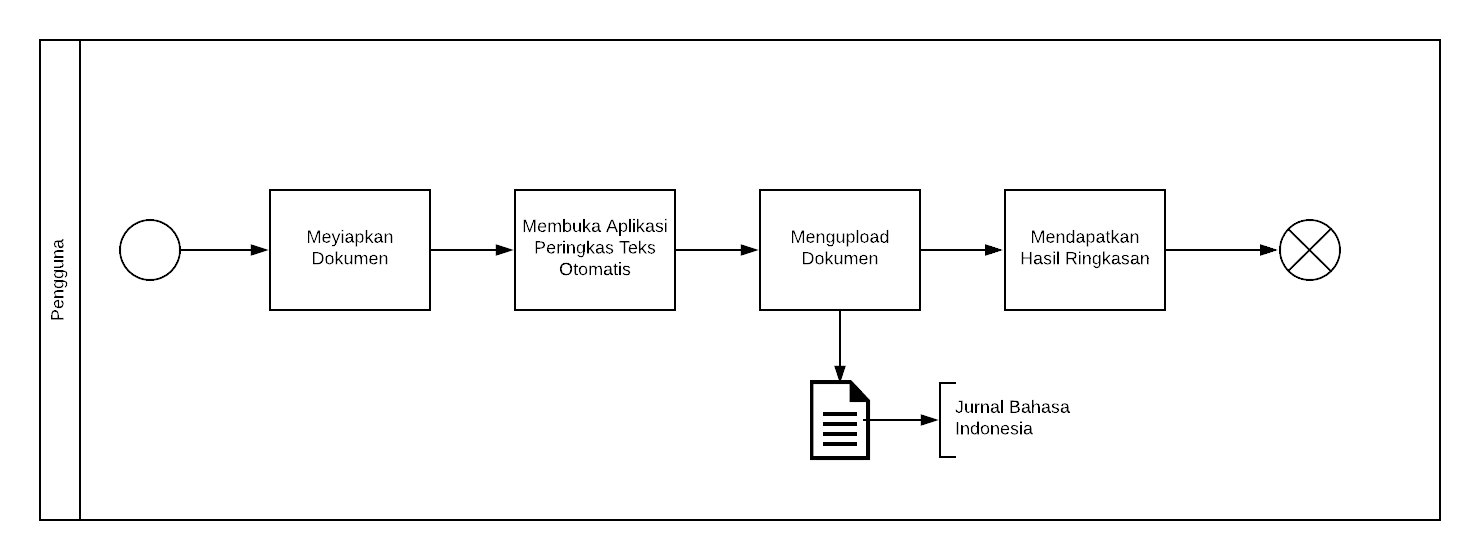 Pengguna
Meyiapkan
Dokumen
Membuka Aplikasi
Peringkas Teks
Otomatis
Mengupload
Dokumen
Mendapatkan
Hasil Ringkasan
Jurnal Bahasa
Indonesia